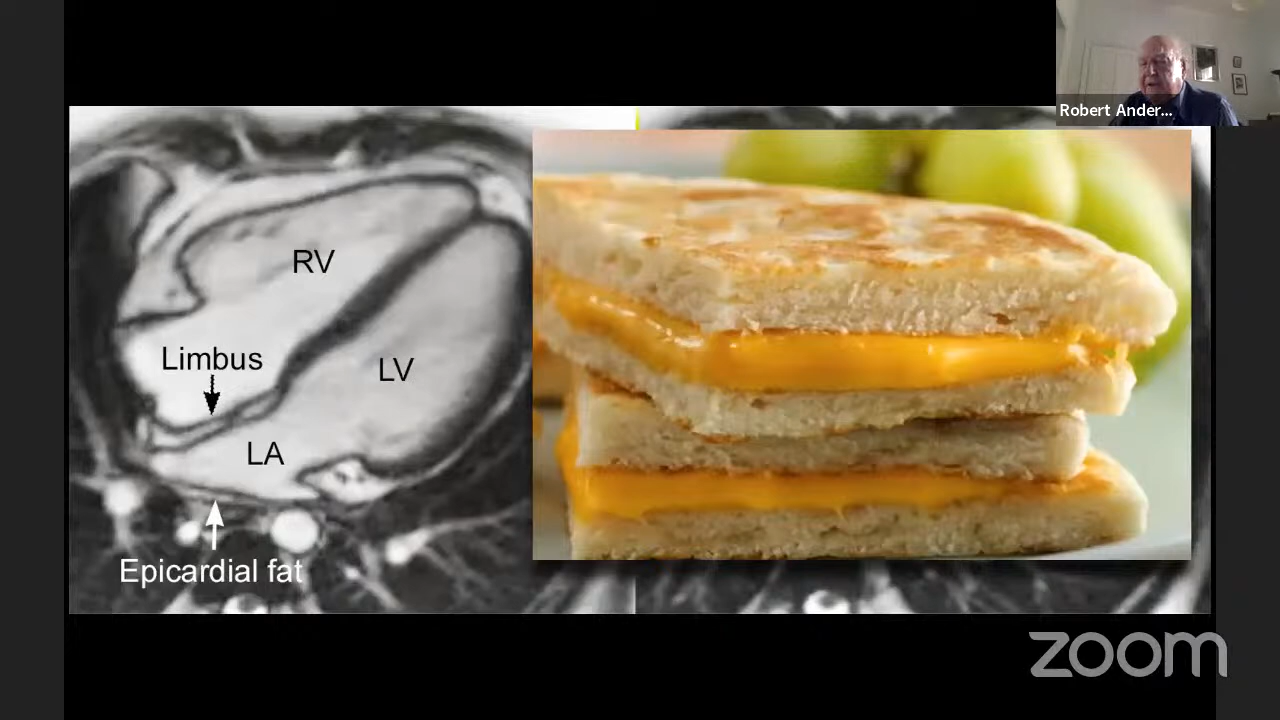 Robert Ander...
RV
Limbus
LV
LA
Epicardial fat
zoom